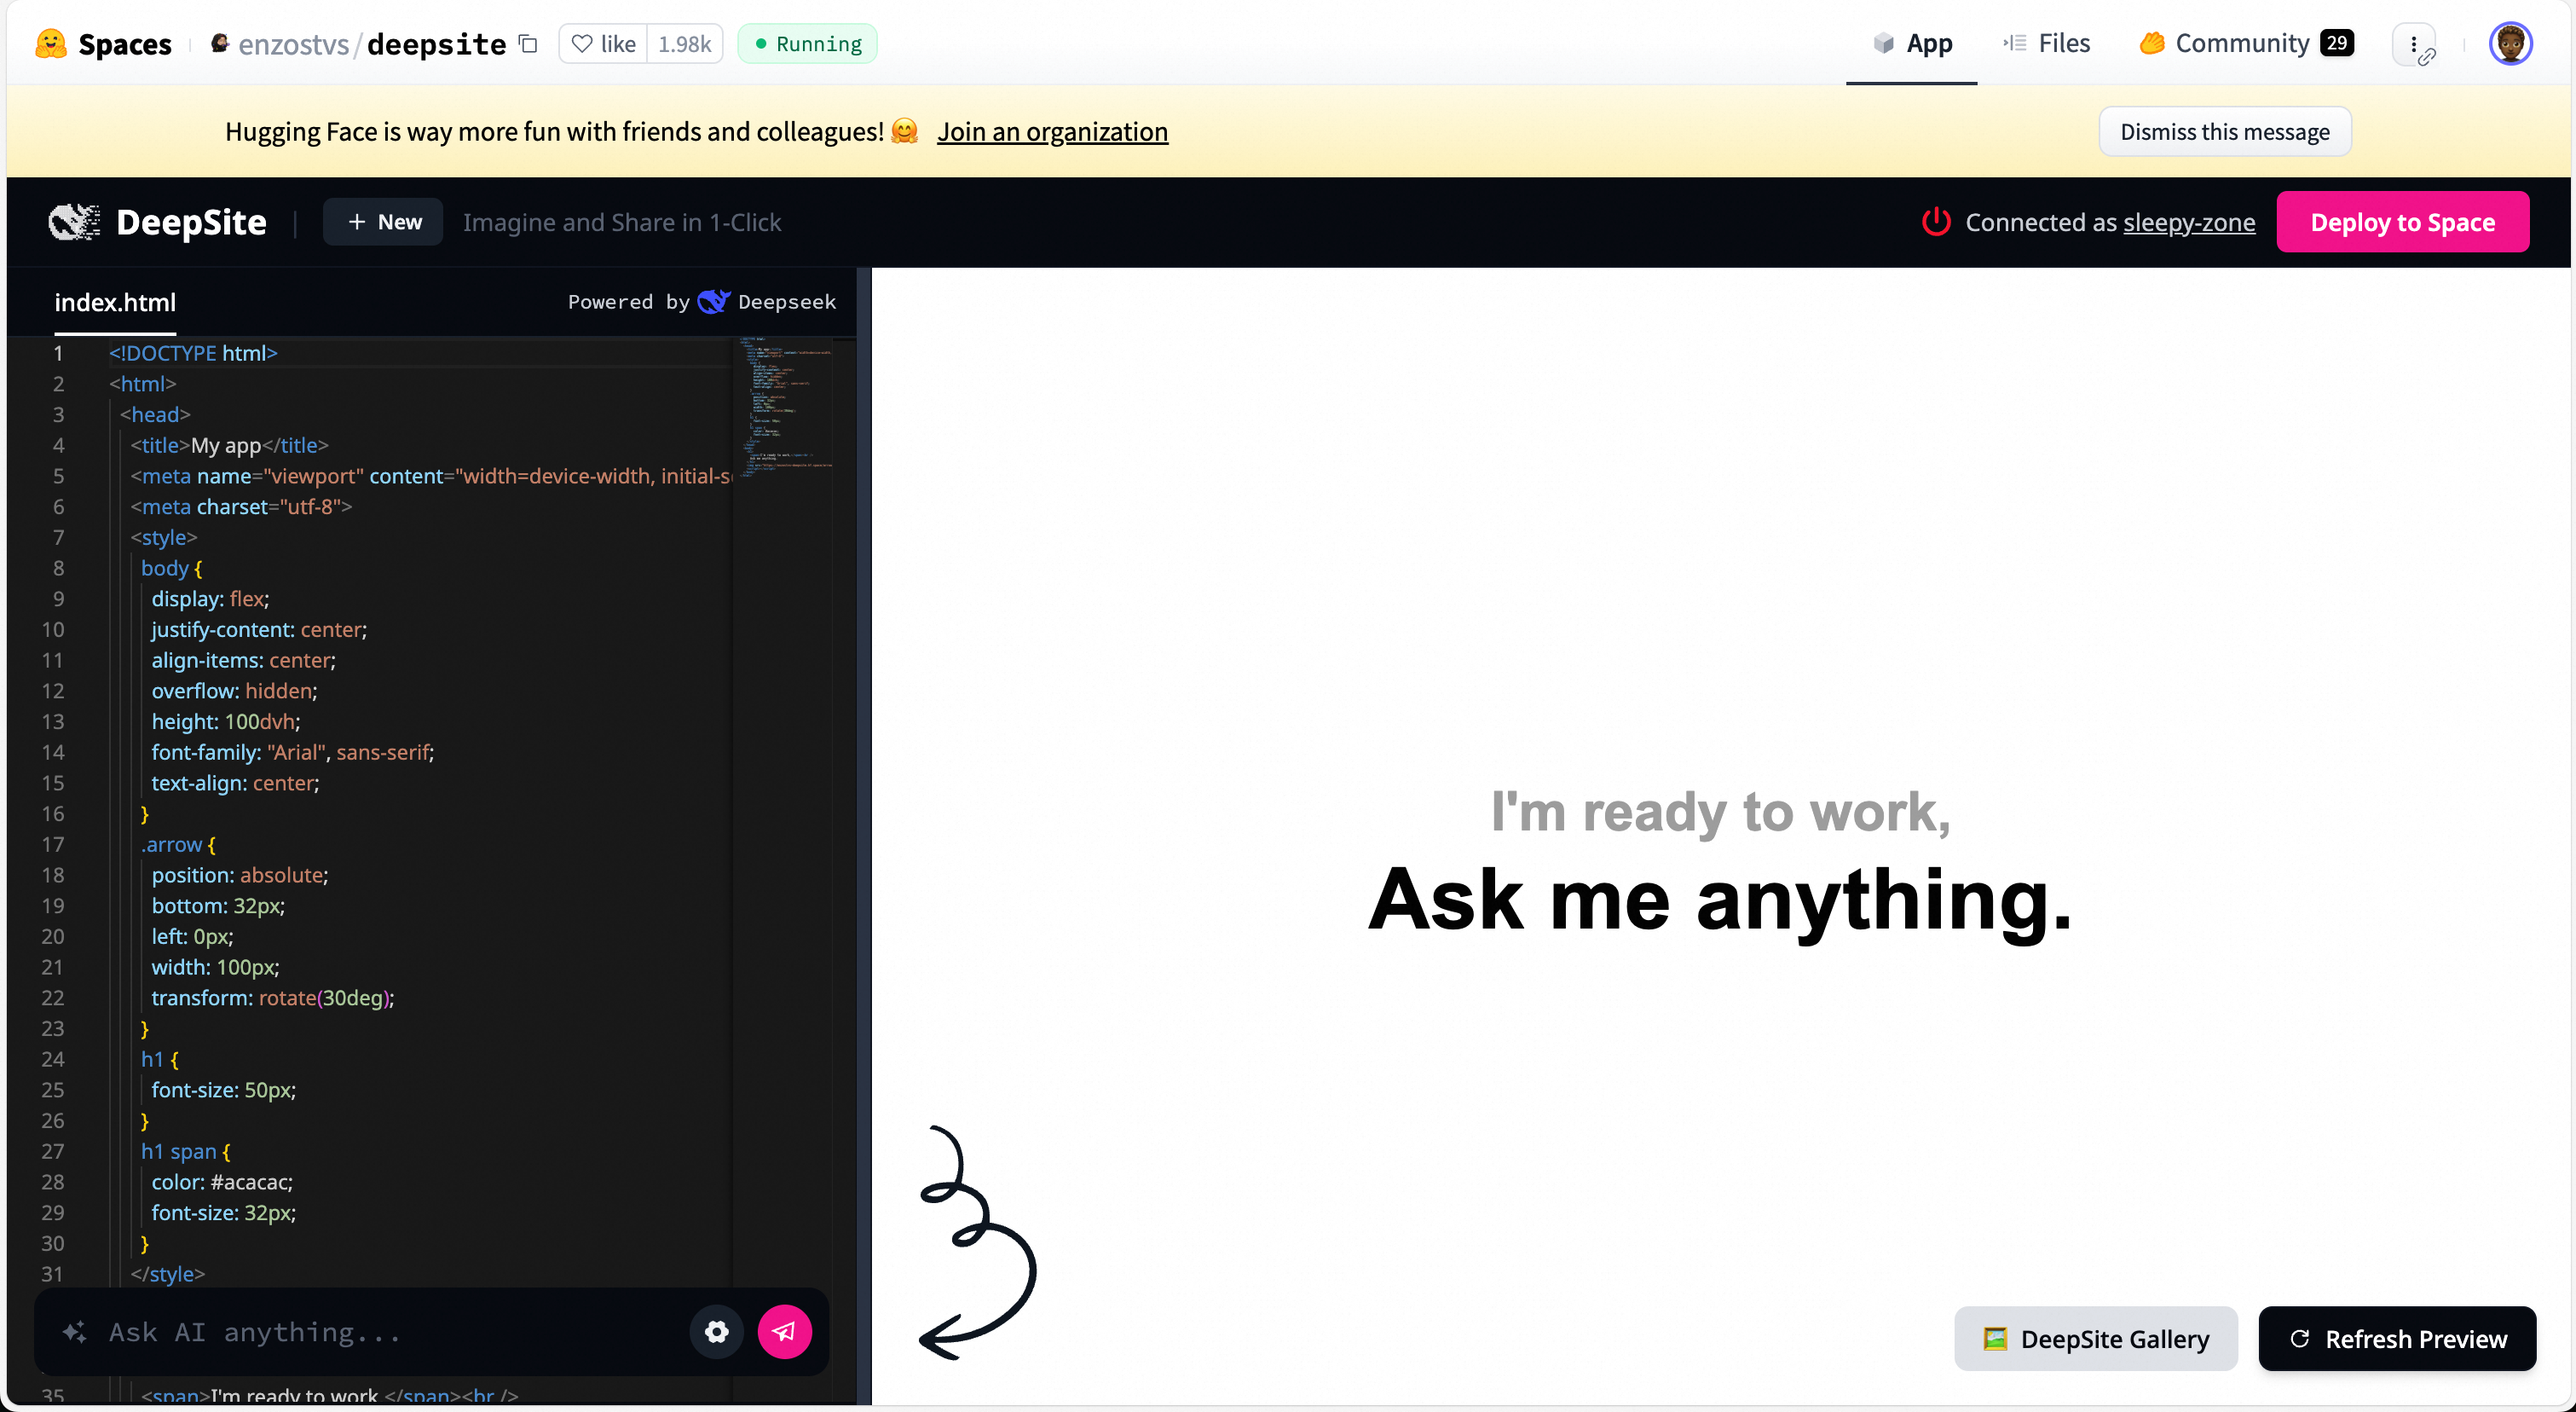 Spaces
enzostvs/deepsite
like 1.98k
Running
App
Files
Community 29
Hugging Face is way more fun with friends and colleagues! 🤗 Join an organization
Dismiss this message
DeepSite
+ New
Imagine and Share in 1-Click
Connected as sleepy-zone
Deploy to Space
index.html
Powered by Deepseek
1 <!DOCTYPE html>
2 <html>
3 <head>
4 <title>My app</title>
5 <meta name="viewport" content="width=device-width,
6 <meta charset="utf-8">
7 <style>
8 body {
9 display: flex;
10 justify-content: center;
11 align-items: center;
12 overflow: hidden;
13 height: 100dvh;
14 font-family: "Arial", sans-serif;
15 text-align: center;
16 }
17 .arrow {
18 position: absolute;
19 bottom: 32px;
20 left: 0px;
21 width: 100px;
22 transform: rotate(30deg);
23 }
24 h1 {
25 font-size: 50px;
26 }
27 h1 span {
28 color: #acacac;
29 font-size: 32px;
30 }
31 </style>
Ask AI anything...
35 <span>I'm ready to work,</span><br />
I'm ready to work,
Ask me anything.
DeepSite Gallery
Refresh Preview